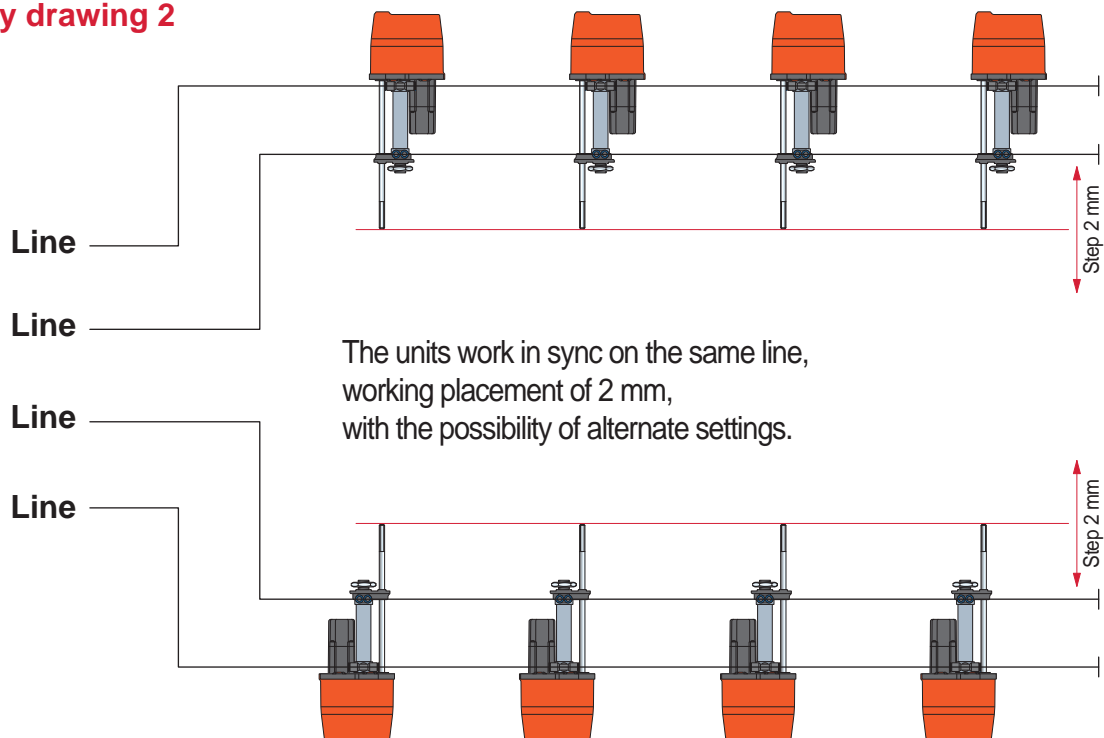 y drawing 2
Line
Line
Line
Line
Step 2 mm
The units work in sync on the same line,
working placement of 2 mm,
with the possibility of alternate settings.
Step 2 mm